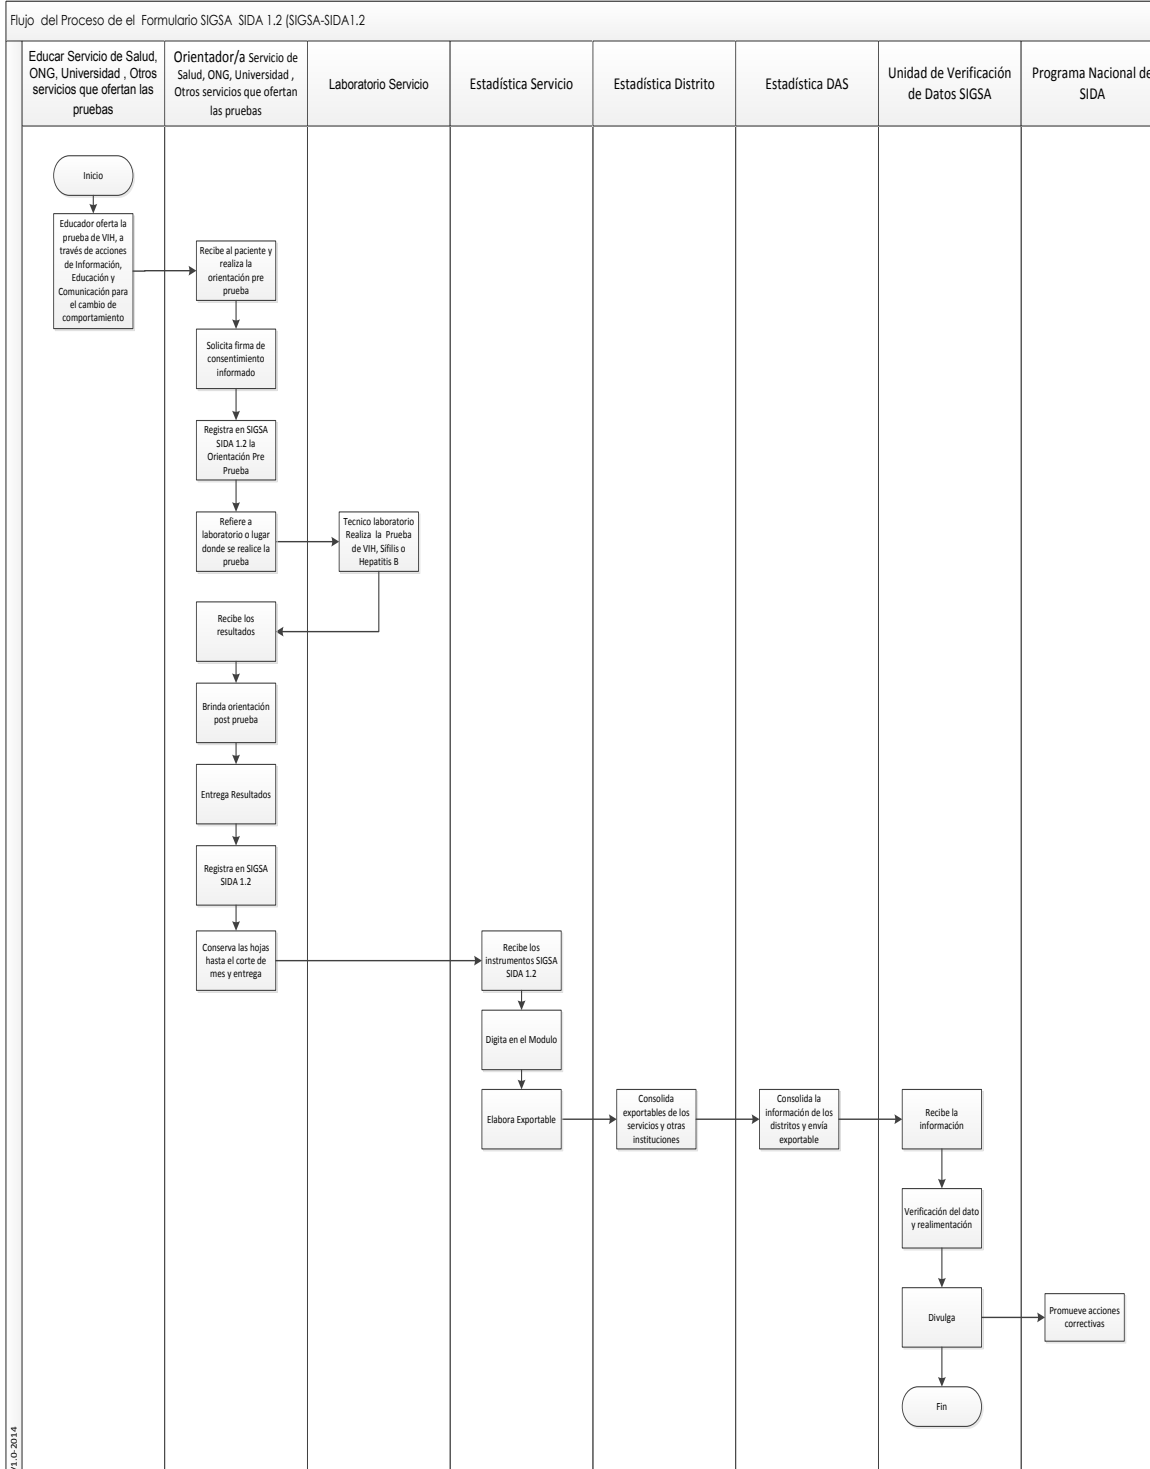 Flujo del Proceso de el Formulario SIGSA SIDA 1.2 (SIGSA-SIDA1.2
Educar Servicio de Salud,
ONG, Universidad , Otros
servicios que ofertan las
pruebas
Orientador/a Servicio de
Salud, ONG, Universidad ,
Otros servicios que ofertan
las pruebas
Laboratorio Servicio
Estadística Servicio
Estadística Distrito
Estadística DAS
Unidad de Verificación
de Datos SIGSA
Programa Nacional de
SIDA
Inicio
Educador oferta la
prueba de VIH, a
través de acciones
de Información,
Educación y
Comunicación para
el cambio de
comportamiento
Recibe al paciente y
realiza la
orientación pre
prueba
Solicita firma de
consentimiento
informado
Registra en SIGSA
SIDA 1.2 la
Orientación Pre
Prueba
Refiere a
laboratorio o lugar
donde se realice la
prueba
Tecnico laboratorio
Realiza la Prueba
de VIH, Sífilis o
Hepatitis B
Recibe los
resultados
Brinda orientación
post prueba
Entrega Resultados
Registra en SIGSA
SIDA 1.2
Conserva las hojas
hasta el corte de
mes y entrega
Recibe los
instrumentos SIGSA
SIDA 1.2
Digita en el Modulo
Elabora Exportable
Consolida
exportables de los
servicios y otras
instituciones
Consolida la
información de los
distritos y envía
exportable
Recibe la
información
Verificación del dato
y realimentación
Divulga
Promueve acciones
correctivas
Fin
V1.0-2014